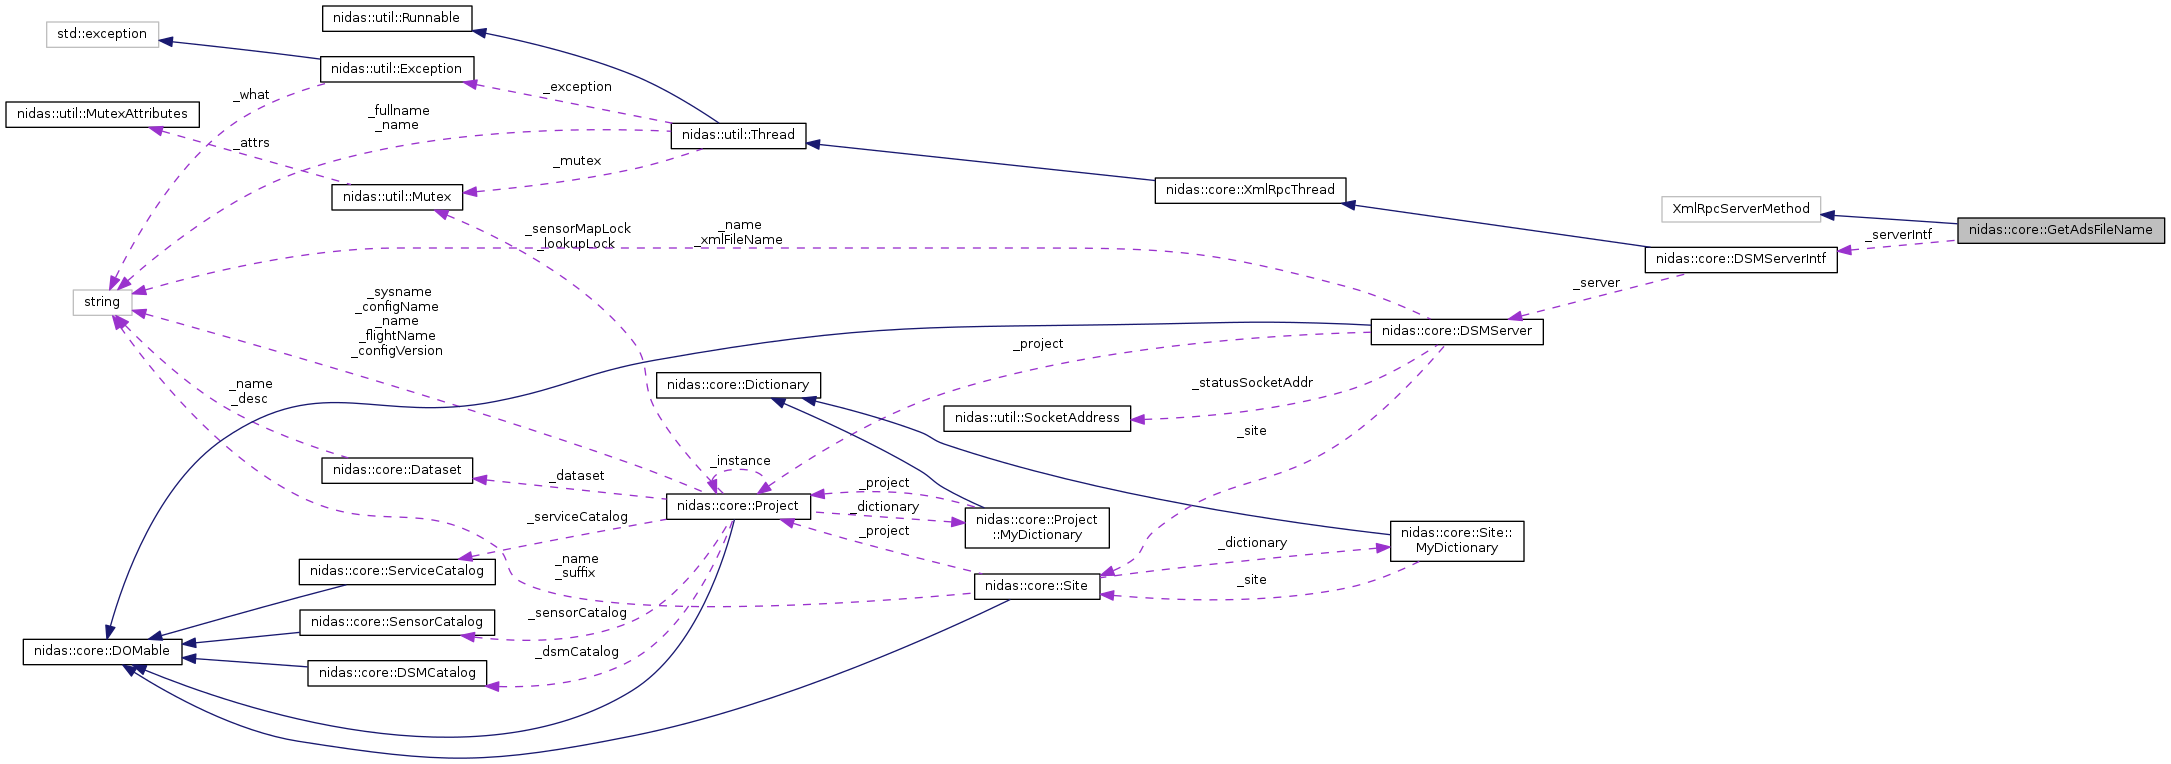 nidas::util::Runnable
std::exception
nidas::util::Exception
_exception
_what
_fullname
_name
nidas::util::MutexAttributes
nidas::util::Thread
_attrs
_mutex
nidas::util::Mutex
nidas::core::XmlRpcThread
XmlRpcServerMethod
nidas::core::GetAdsFileName
_sensorMapLock
_lookupLock
_name
_xmlFileName
_serverIntf
nidas::core::DSMServerIntf
_server
string
_sysname
_configName
_name
_flightName
_configVersion
nidas::core::DSMServer
_project
_name
_desc
nidas::core::Dictionary
_statusSocketAddr
nidas::util::SocketAddress
_site
nidas::core::Dataset
_dataset
_instance
_project
nidas::core::Project
_dictionary
_serviceCatalog
_project
nidas::core::Project
::MyDictionary
nidas::core::Site::
MyDictionary
_dictionary
_name
_suffix
nidas::core::ServiceCatalog
nidas::core::Site
_site
_sensorCatalog
nidas::core::SensorCatalog
nidas::core::DOMable
_dsmCatalog
nidas::core::DSMCatalog